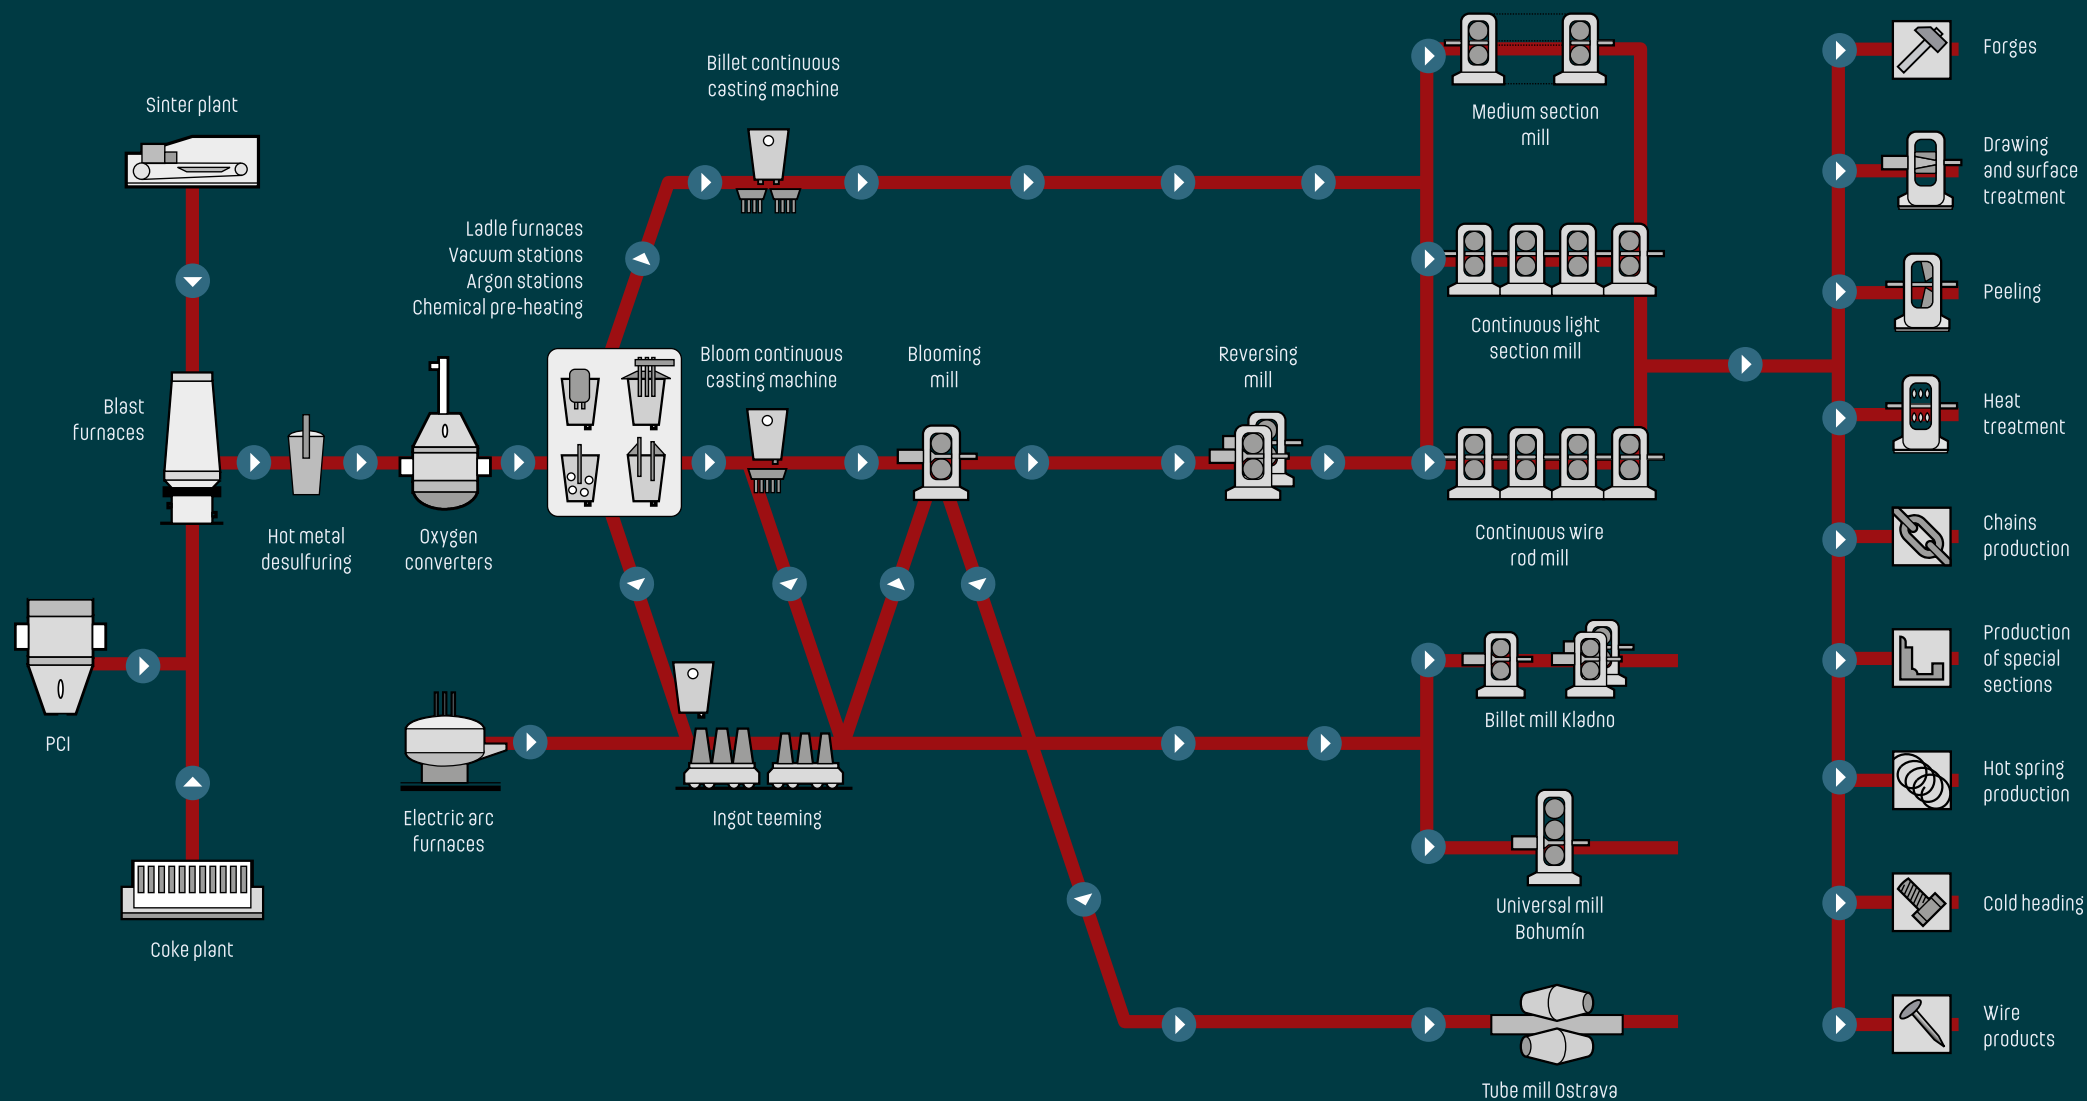 Sinter plant
Blast
furnaces
PCI
Coke plant
Hot metal
desulfuring
Oxygen
converters
Ladle furnaces
Vacuum stations
Argon stations
Chemical pre-heating
Electric arc
furnaces
Billet continuous
casting machine
Bloom continuous
casting machine
Ingot teeming
Blooming
mill
Reversing
mill
Medium section
mill
Continuous light
section mill
Continuous wire
rod mill
Billet mill Kladno
Universal mill
Bohumín
Tube mill Ostrava
Forges
Drawing
and surface
treatment
Peeling
Heat
treatment
Chains
production
Production
of special
sections
Hot spring
production
Cold heading
Wire
products